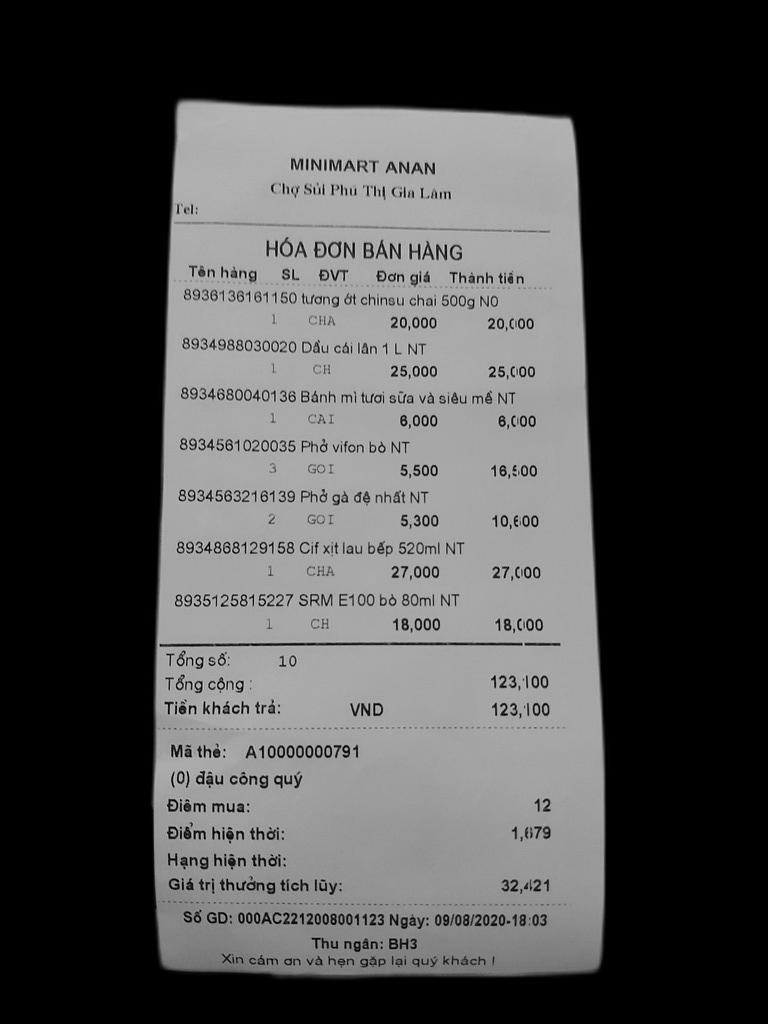 MINIMART ANAN
Chợ Sủi Phú Thị Gia Lâm
Tel:
HÓA ĐƠN BÁN HÀNG
Tên hàng SL ĐVT Đơn giá Thành tiền
8936136161150 tương ớt chinsu chai 500g N0
1 CHA 20,000 20,000
8934988030020 Dầu cái lân 1 L NT
1 CH 25,000 25,000
8934680040136 Bánh mì tươi sữa và siêu mề NT
1 CAI 6,000 6,000
8934561020035 Phở vifon bò NT
3 GOI 5,500 16,500
8934563216139 Phở gà đệ nhất NT
2 GOI 5,300 10,600
8934868129158 Cif xịt lau bếp 520ml NT
1 CHA 27,000 27,000
8935125815227 SRM E100 bò 80ml NT
1 CH 18,000 18,000
Tổng số: 10
Tổng cộng : 123,100
Tiền khách trả: VND 123,100
Mã thẻ: A10000000791
(0) đậu công quý
Điêm mua: 12
Điểm hiện thời: 1,679
Hạng hiện thời:
Giá trị thưởng tích lũy: 32,421
Số GD: 000AC2212008001123 Ngày: 09/08/2020-18:03
Thu ngân: BH3
Xin cám ơn và hẹn gặp lại quý khách !